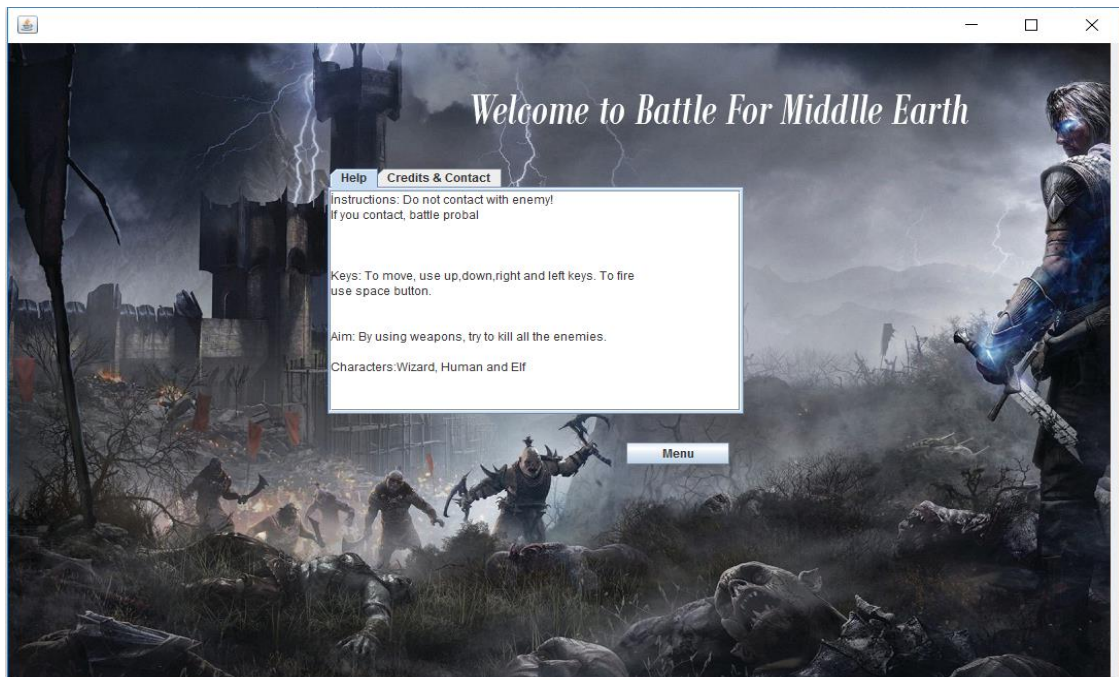 Welcome to Battle For Middlle Earth
Help
Credits & Contact
Instructions: Do not contact with enemy!
If you contact, battle probal
Keys: To move, use up,down,right and left keys. To fire
use space button.
Aim: By using weapons, try to kill all the enemies.
Characters:Wizard, Human and Elf
Menu